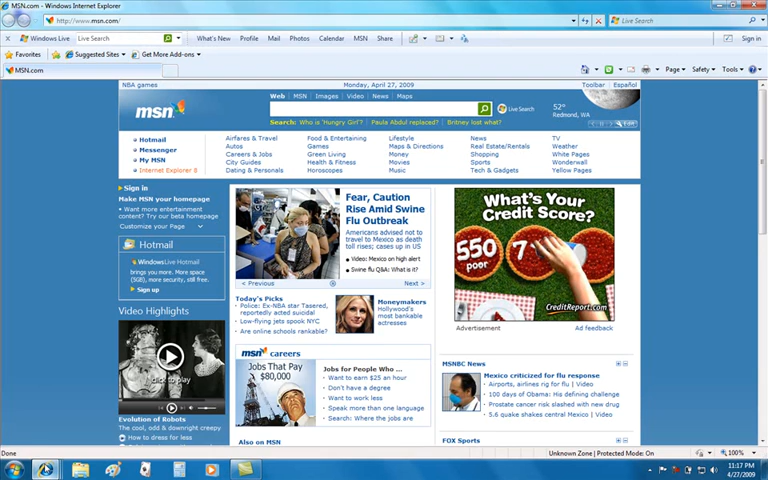 MSN.com - Windows Internet Explorer
http://www.msn.com/
Live Search
Windows Live
Live Search
What's New
Profile
Mail
Photos
Calendar
MSN
Share
Sign in
Favorites
Suggested Sites
Get More Add-ons
MSN.com
Page
Safety
Tools
NBA games
Monday, April 27, 2009
Toolbar | Español
msn
Web | MSN | Images | Video | News | Maps
Live Search
52°
Redmond, WA
Edit
Search: Who is 'Hungry Girl'? | Paula Abdul replaced? | Britney lost what?
Hotmail
Messenger
My MSN
Internet Explorer 8
Airfares & Travel
Autos
Careers & Jobs
City Guides
Dating & Personals
Food & Entertaining
Games
Green Living
Health & Fitness
Horoscopes
Lifestyle
Maps & Directions
Money
Movies
Music
News
Real Estate/Rentals
Shopping
Sports
Tech & Gadgets
TV
Weather
White Pages
Wonderwall
Yellow Pages
Sign in
Make MSN your homepage
Want more entertainment
content? Try our beta homepage
Customize your Page
Hotmail
WindowsLive Hotmail
brings you more. More space
(5GB), more security, still free.
Sign up
Video Highlights
click to play
Evolution of Robots
The cool, odd & downright creepy
How to dress for less
Fear, Caution
Rise Amid Swine
Flu Outbreak
Americans advised not to
travel to Mexico as death
toll rises; cases up in US
Video: Mexico on high alert
Swine flu Q&A: What is it?
< Previous
Next >
Today's Picks
Police: Ex-NBA star Tasered,
reportedly acted suicidal
Low-flying jets spook NYC
Are online schools rankable?
Moneymakers
Hollywood's
most bankable
actresses
msn careers
Jobs That Pay
$80,000
Jobs for People Who ...
Want to earn $25 an hour
Don't have a degree
Want to work less
Speak more than one language
Search: Where the jobs are
Also on MSN
What's Your
Credit Score?
550
poor
7
CreditReport.com
Advertisement
Ad feedback
MSNBC News
Mexico criticized for flu response
Airports, airlines rig for flu | Video
100 days of Obama: His defining challenge
Prostate cancer risk slashed with new drug
5.6 quake shakes central Mexico | Video
FOX Sports
Done
Unknown Zone | Protected Mode: On
100%
11:17 PM
4/27/2009